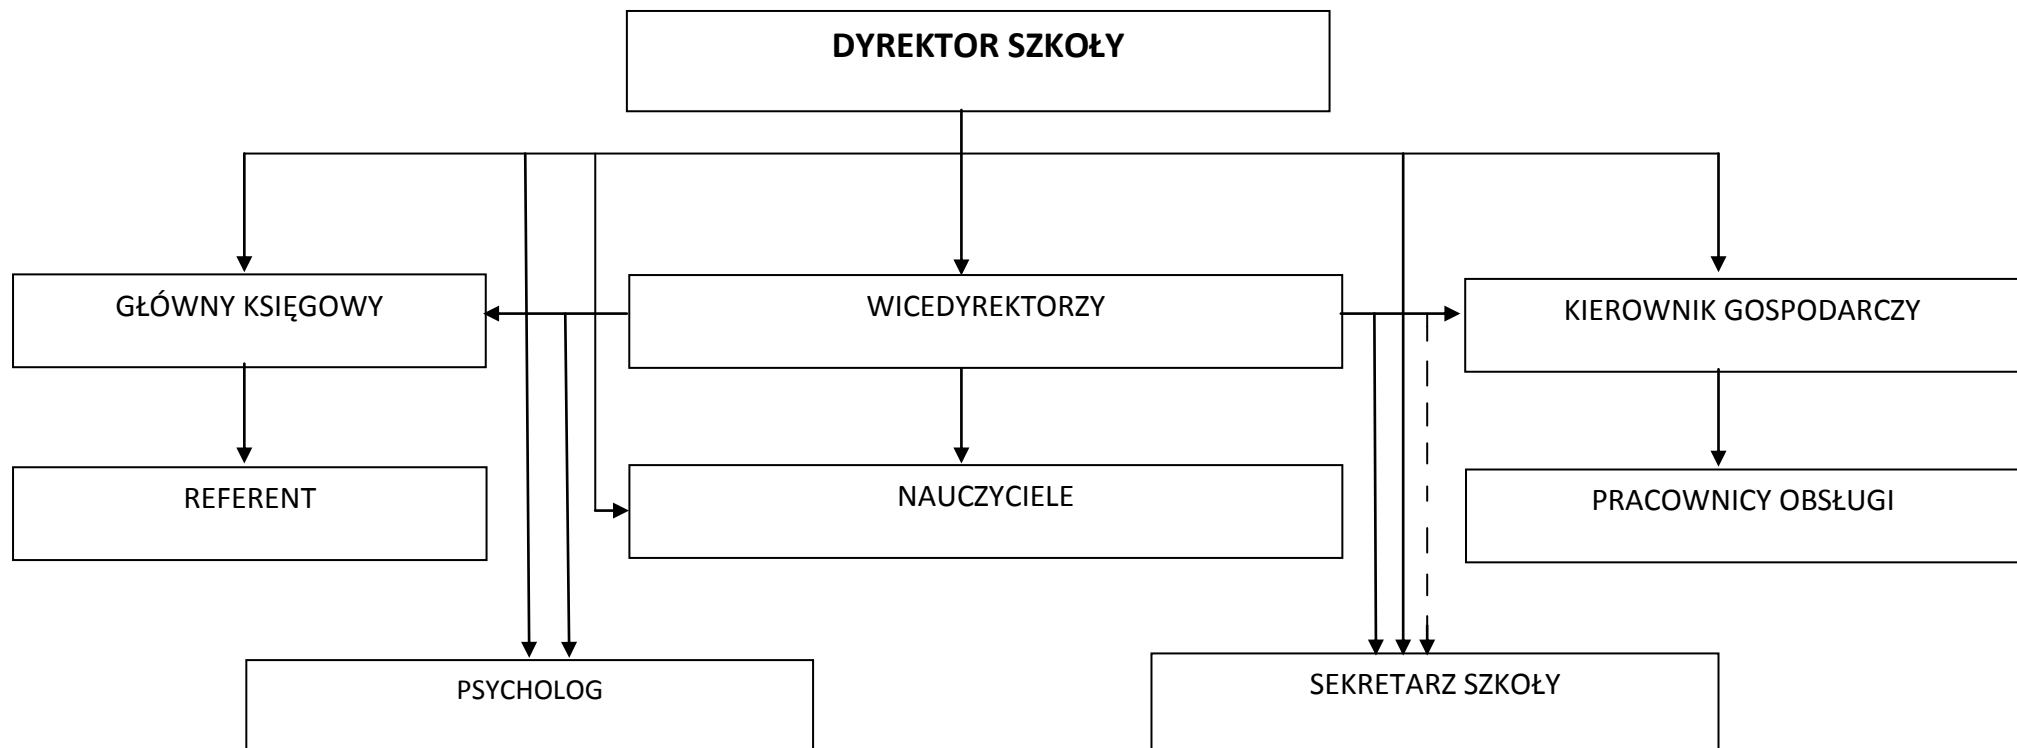 DYREKTOR SZKOŁY
GŁÓWNY KSIĘGOWY
WICEDYREKTORZY
KIEROWNIK GOSPODARCZY
REFERENT
NAUCZYCIELE
PRACOWNICY OBSŁUGI
PSYCHOLOG
SEKRETARZ SZKOŁY